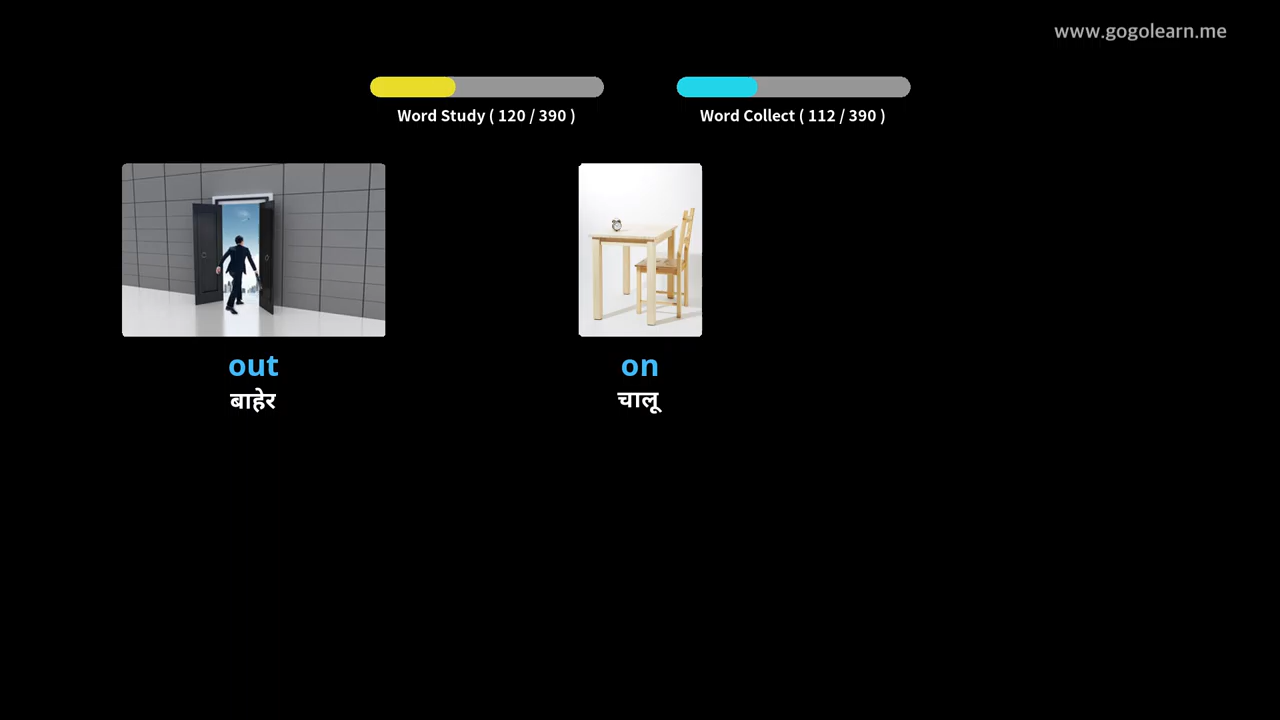 www.gogolearn.me
Word Study ( 120 / 390 )
Word Collect ( 112 / 390 )
out
बाहेर
on
चालू